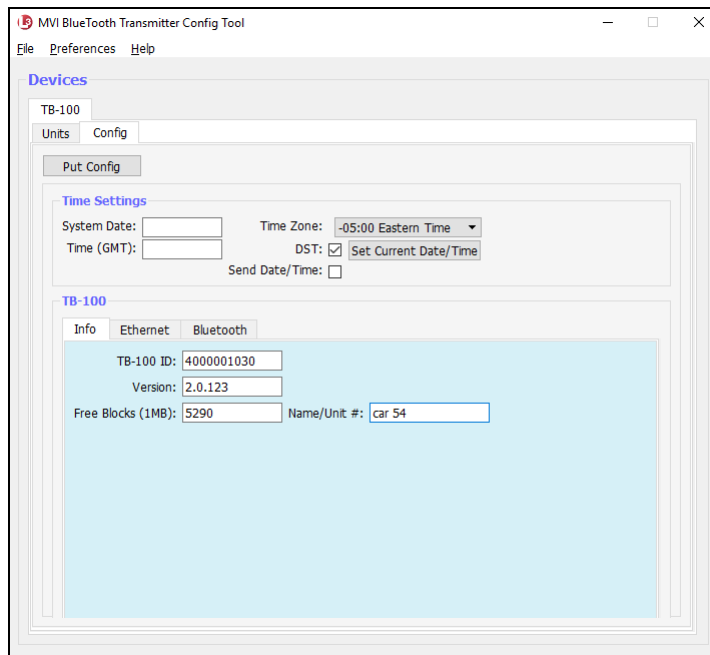 MVI BlueTooth Transmitter Config Tool
File Preferences Help
Devices
TB-100
Units Config
Put Config
Time Settings
System Date: Time Zone: -05:00 Eastern Time
Time (GMT): DST: Set Current Date/Time
Send Date/Time:
TB-100
Info Ethernet Bluetooth
TB-100 ID: 4000001030
Version: 2.0.123
Free Blocks (1MB): 5290 Name/Unit #: car 54